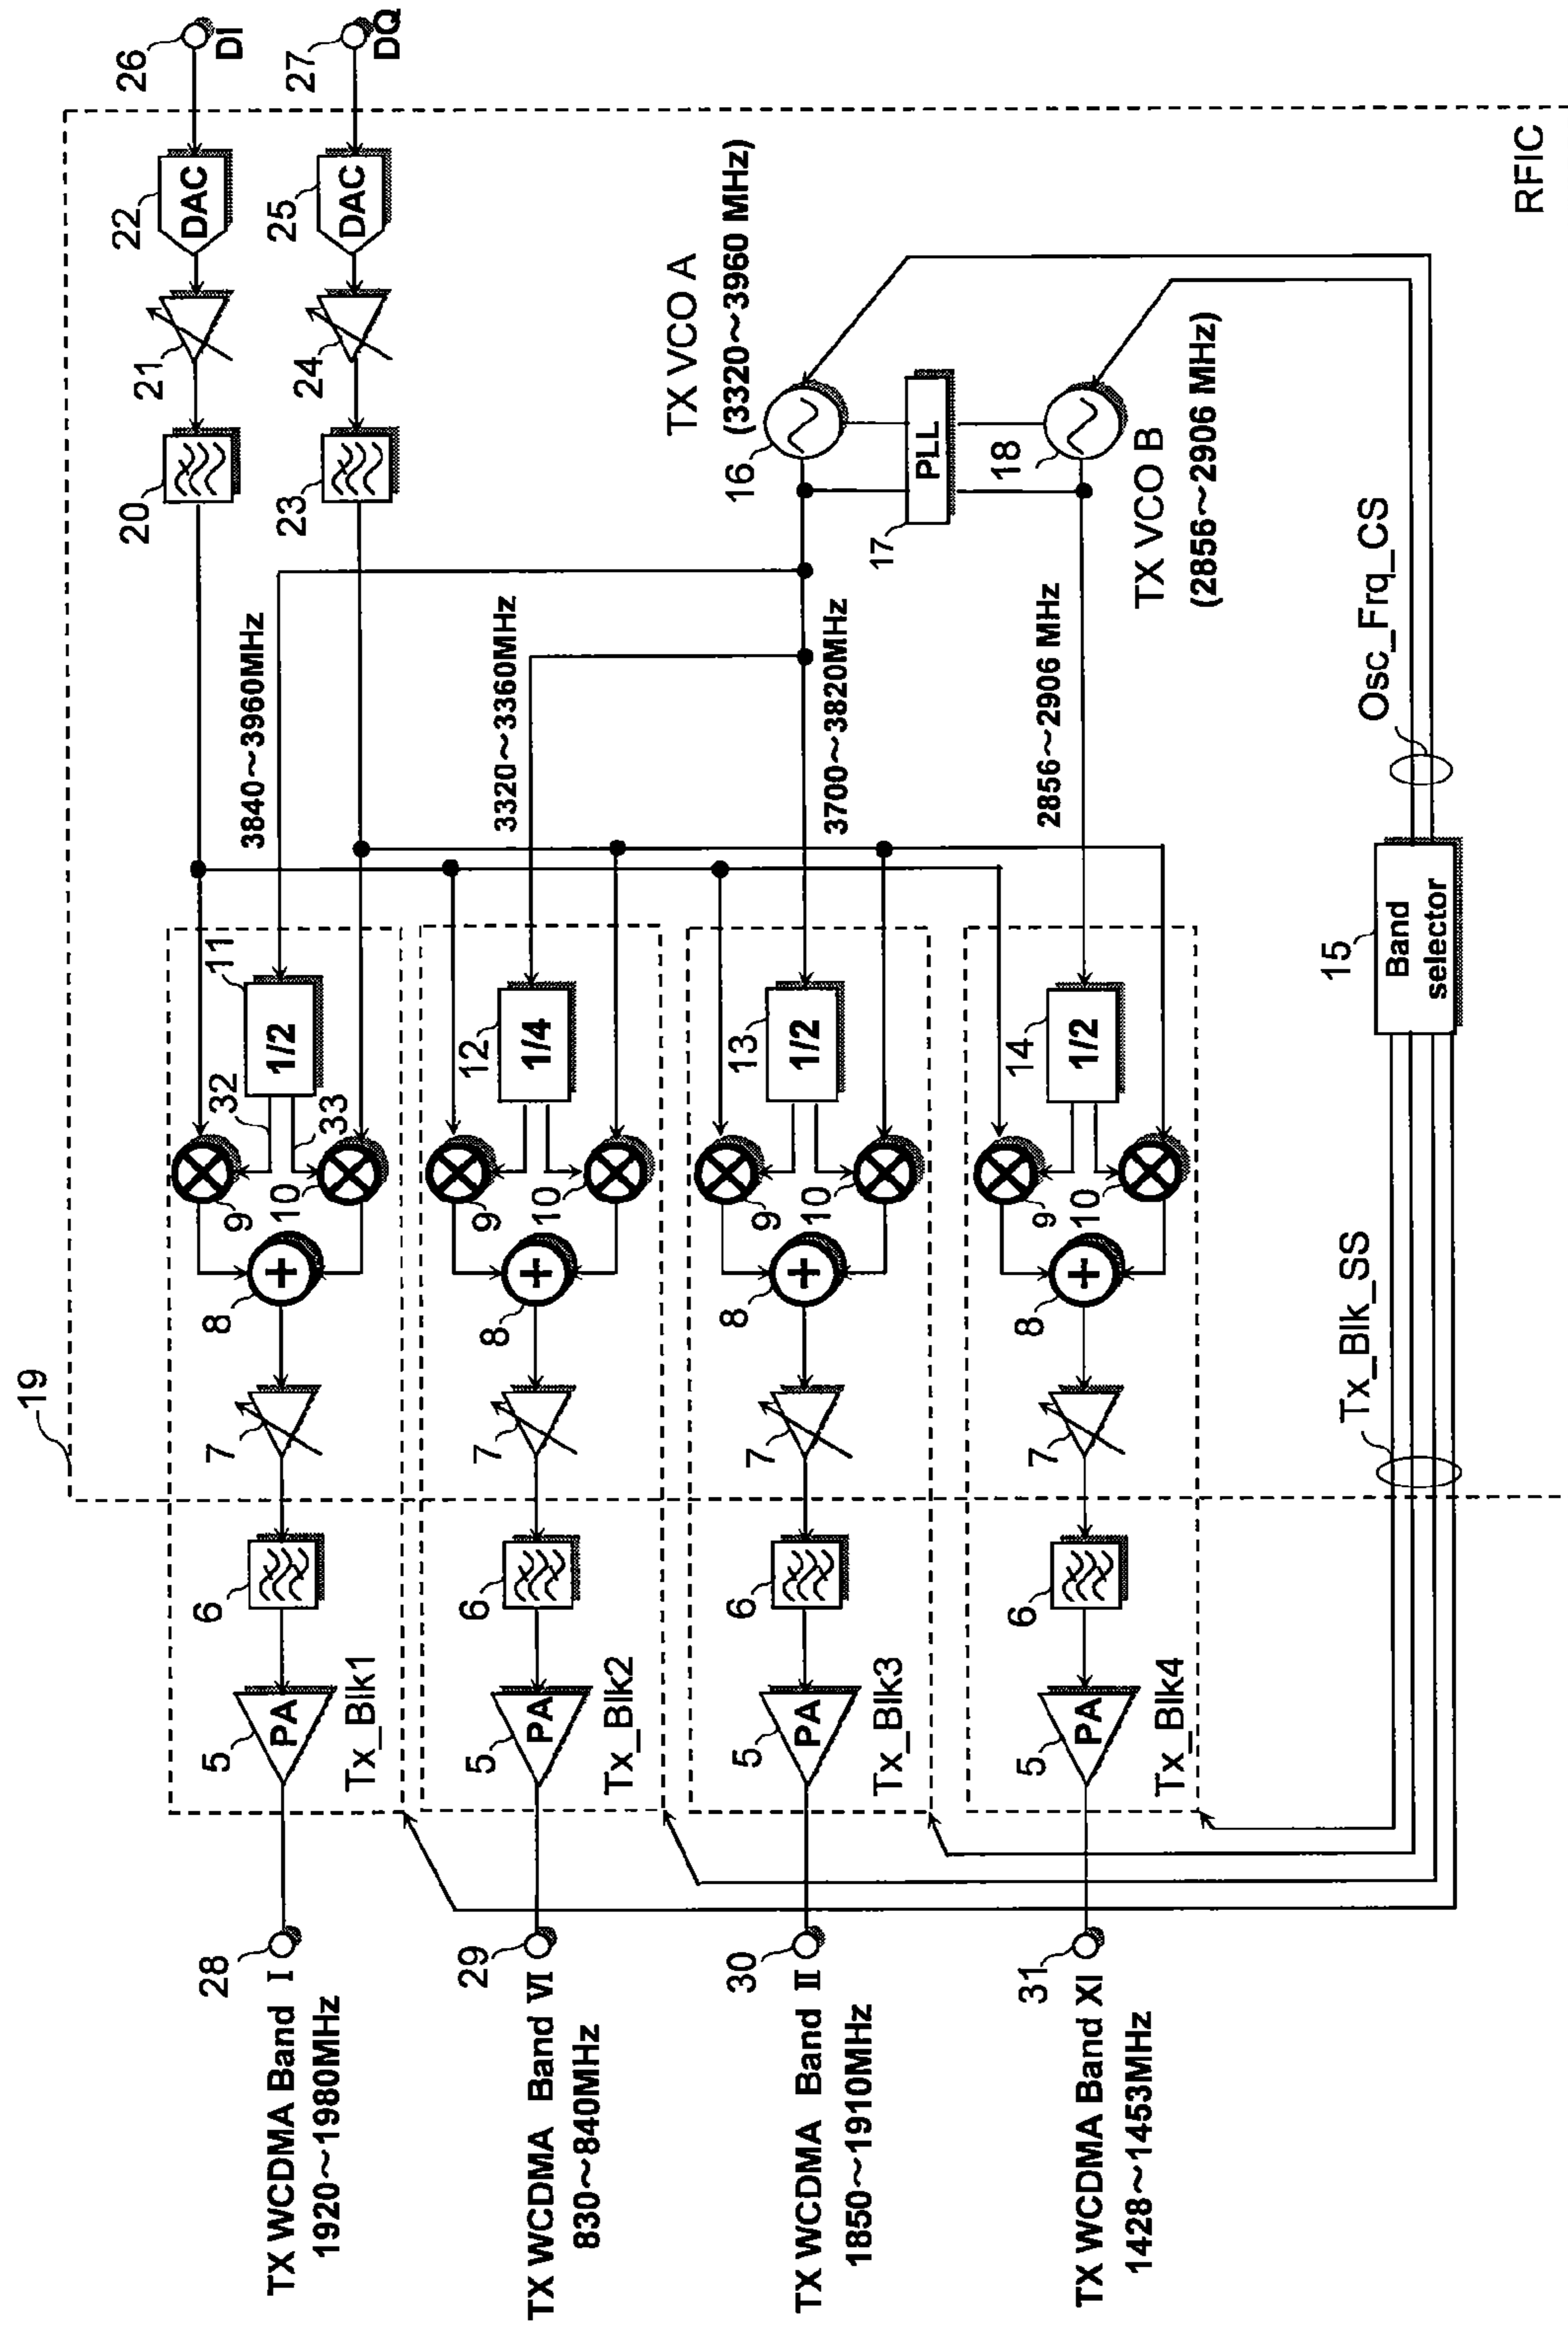 19
RFIC
26
DI
22
DAC
21
20
27
DQ
25
DAC
24
23
TX VCO A
(3320~3960 MHz)
16
PLL
17
18
TX VCO B
(2856~2906 MHz)
3840~3960MHz
3320~3360MHz
3700~3820MHz
2856~2906 MHz
Osc_Frq_CS
15
Band
selector
Tx_Blk_SS
11
1/2
32
33
9
10
8
7
6
5
PA
Tx_Blk1
28
TX WCDMA Band I
1920~1980MHz
12
1/4
9
10
8
7
6
5
PA
Tx_Blk2
29
TX WCDMA Band VI
830~840MHz
13
1/2
9
10
8
7
6
5
PA
Tx_Blk3
30
TX WCDMA Band II
1850~1910MHz
14
1/2
9
10
8
7
6
5
PA
Tx_Blk4
31
TX WCDMA Band XI
1428~1453MHz